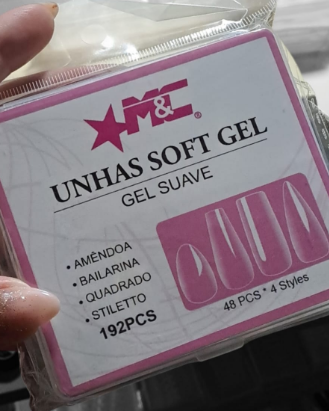 M&C®
UNHAS SOFT GEL
GEL SUAVE
• AMÊNDOA
• BAILARINA
• QUADRADO
• STILETTO
192PCS
48 PCS * 4 Styles